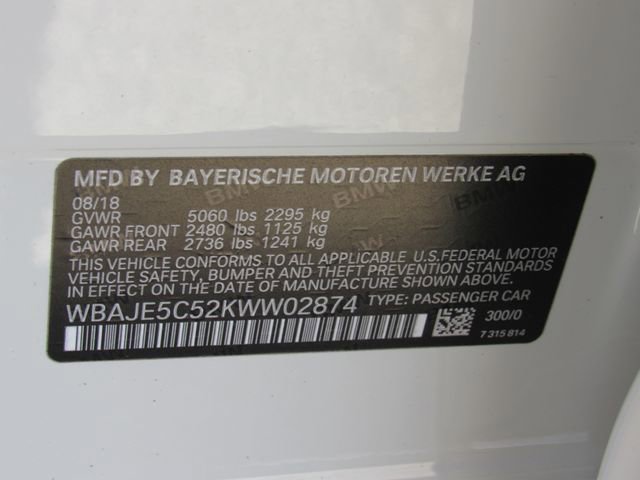 MFD BY BAYERISCHE MOTOREN WERKE AG
08/18
GVWR 5060 lbs 2295 kg
GAWR FRONT 2480 lbs 1125 kg
GAWR REAR 2736 lbs 1241 kg
THIS VEHICLE CONFORMS TO ALL APPLICABLE U.S.FEDERAL MOTOR
VEHICLE SAFETY, BUMPER AND THEFT PREVENTION STANDARDS
IN EFFECT ON THE DATE OF MANUFACTURE SHOWN ABOVE.
WBAJE5C52KWW02874 TYPE: PASSENGER CAR
300/0
7 315 814